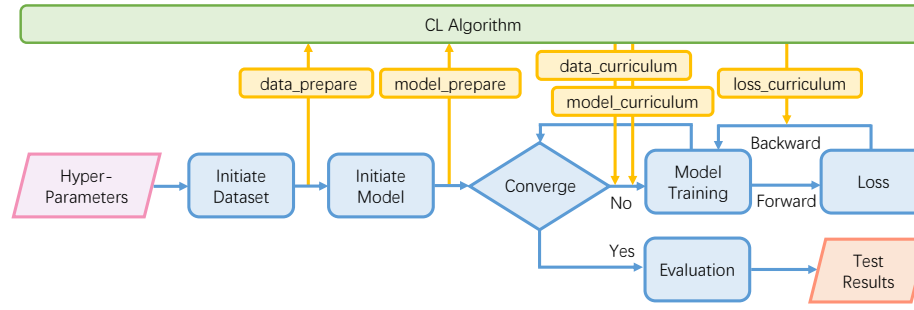 CL Algorithm
data_prepare
model_prepare
data_curriculum
model_curriculum
loss_curriculum
Hyper-
Parameters
Initiate
Dataset
Initiate
Model
Converge
No
Model
Training
Backward
Forward
Loss
Yes
Evaluation
Test
Results